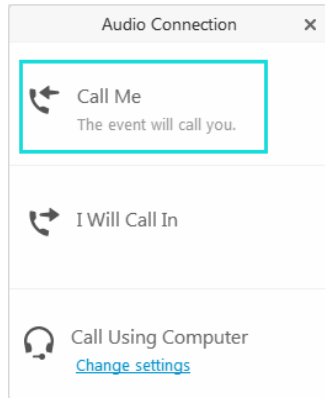 Audio Connection
Call Me
The event will call you.
I Will Call In
Call Using Computer
Change settings